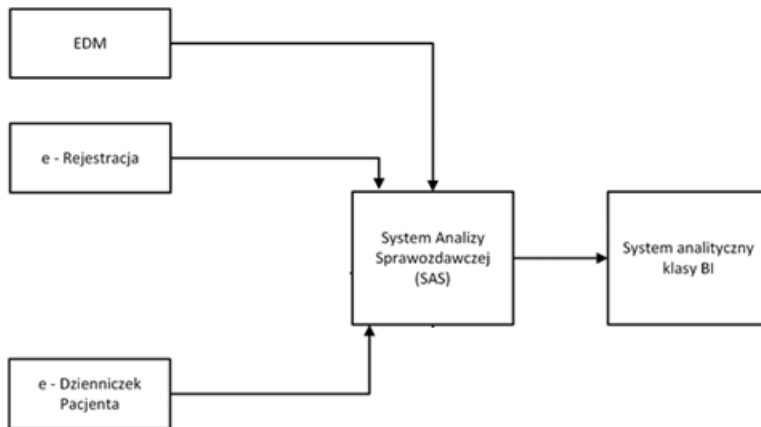 EDM
e - Rejestracja
System Analizy
Sprawozdawczej
(SAS)
System analityczny
klasy BI
e - Dzienniczek
Pacjenta